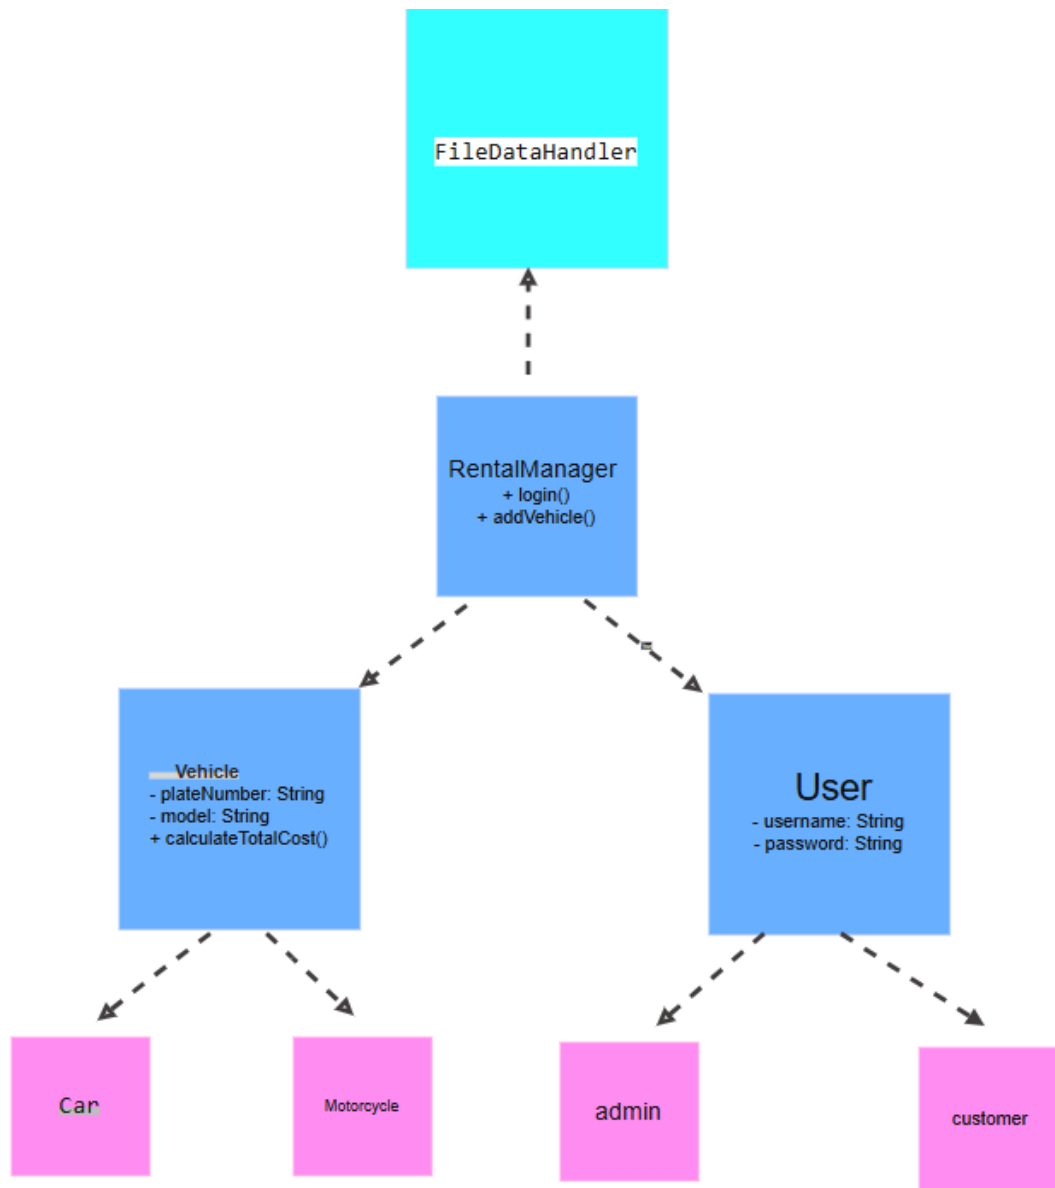 FileDataHandler
RentalManager
+ login()
+ addVehicle()
Vehicle
- plateNumber: String
- model: String
+ calculateTotalCost()
User
- username: String
- password: String
Car
Motorcycle
admin
customer